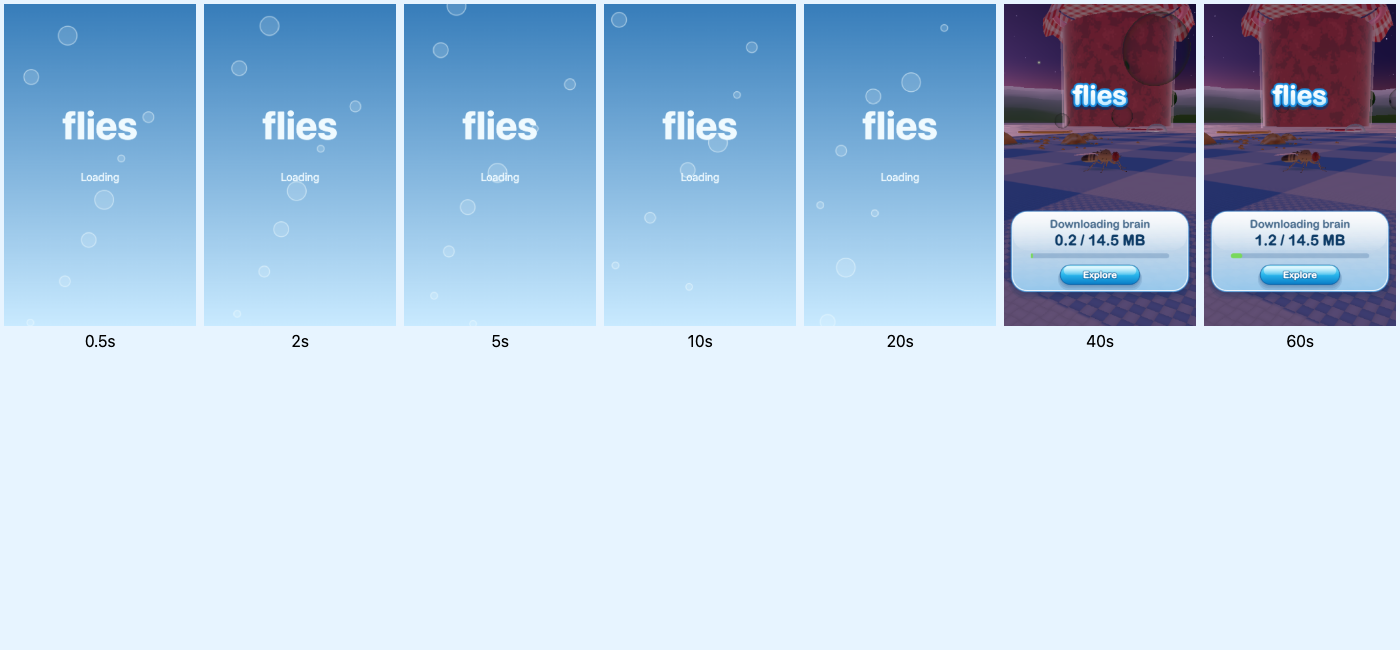 flies
Loading
0.5s
flies
Loading
2s
flies
Loading
5s
flies
Loading
10s
flies
Loading
20s
flies
Downloading brain
0.2 / 14.5 MB
Explore
40s
flies
Downloading brain
1.2 / 14.5 MB
Explore
60s